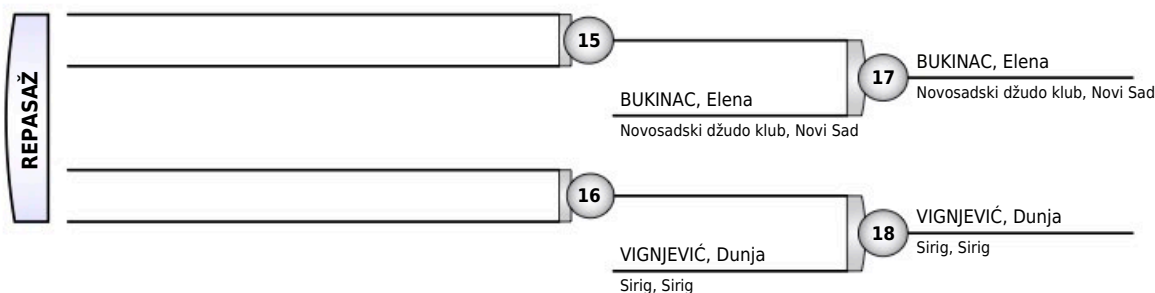 REPASAŽ
15
BUKINAC, Elena
Novosadski džudo klub, Novi Sad
17
BUKINAC, Elena
Novosadski džudo klub, Novi Sad
16
VIGNJEVIĆ, Dunja
Sirig, Sirig
18
VIGNJEVIĆ, Dunja
Sirig, Sirig